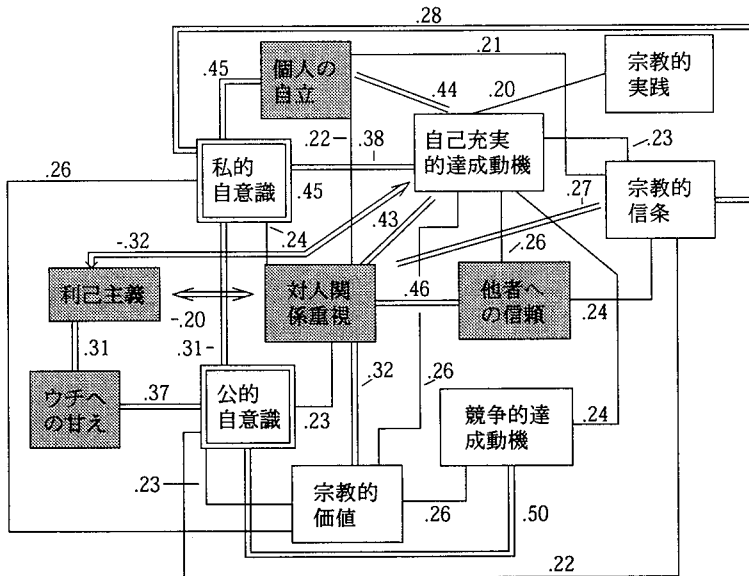 .28
個人の
自立
.45
.21
.44
.20
宗教的
実践
.22
.38
自己充実
的達成動機
.23
.26
私的
自意識
.45
.27
宗教的
信条
.43
.24
-.32
.26
利己主義
対人関
係重視
.46
他者へ
の信頼
-.20
.24
.31
.31
.32
.26
ウチへ
の甘え
.37
公的
自意識
.23
競争的達
成動機
.24
.23
宗教的
価値
.26
.50
.22